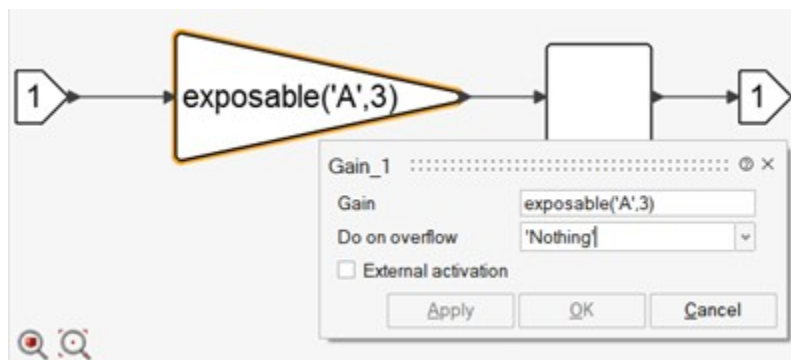 1
exposable('A',3)
1
Gain_1
Gain exposable('A',3)
Do on overflow 'Nothing'
External activation
Apply OK Cancel